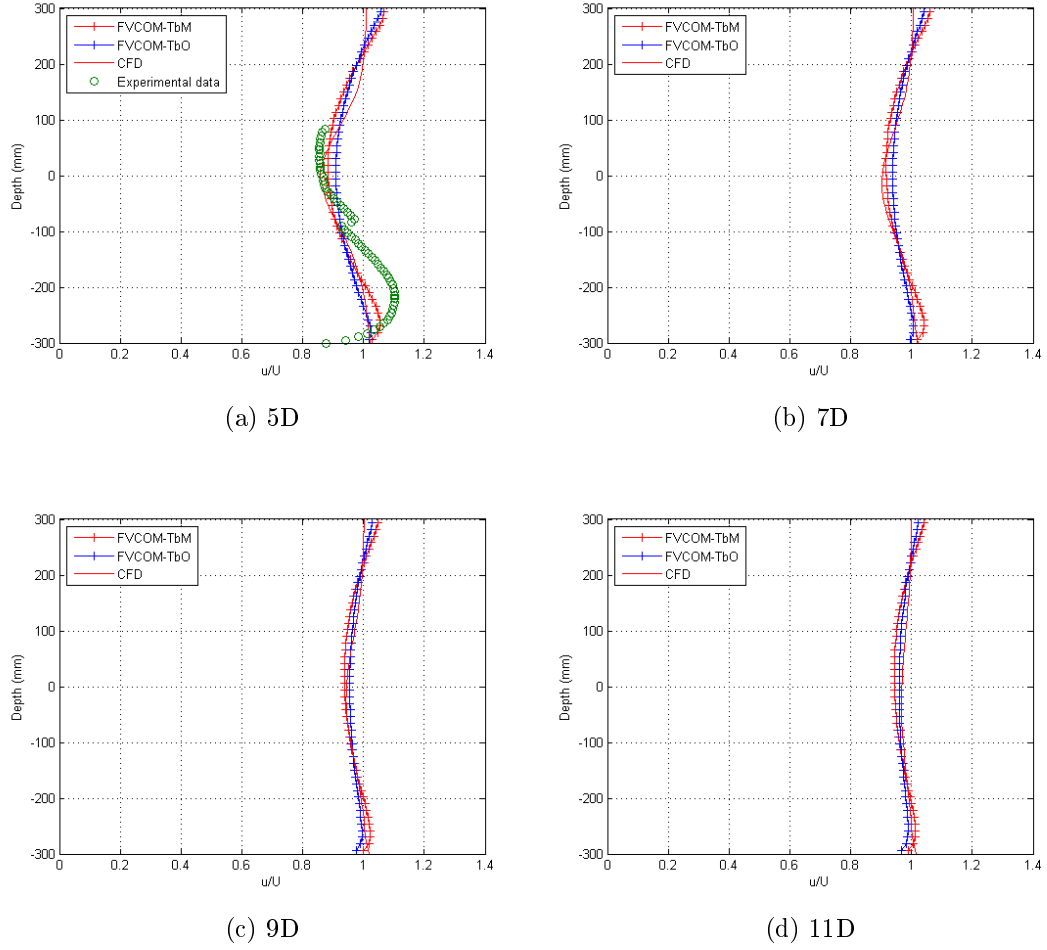 300
200
100
0
-100
-200
-300
Depth (mm)
FVCOM-TbM
FVCOM-TbO
CFD
Experimental data
0 0.2 0.4 0.6 0.8 1 1.2 1.4
u/U
(a) 5D
300
200
100
0
-100
-200
-300
Depth (mm)
FVCOM-TbM
FVCOM-TbO
CFD
0 0.2 0.4 0.6 0.8 1 1.2 1.4
u/U
(b) 7D
300
200
100
0
-100
-200
-300
Depth (mm)
FVCOM-TbM
FVCOM-TbO
CFD
0 0.2 0.4 0.6 0.8 1 1.2 1.4
u/U
(c) 9D
300
200
100
0
-100
-200
-300
Depth (mm)
FVCOM-TbM
FVCOM-TbO
CFD
0 0.2 0.4 0.6 0.8 1 1.2 1.4
u/U
(d) 11D